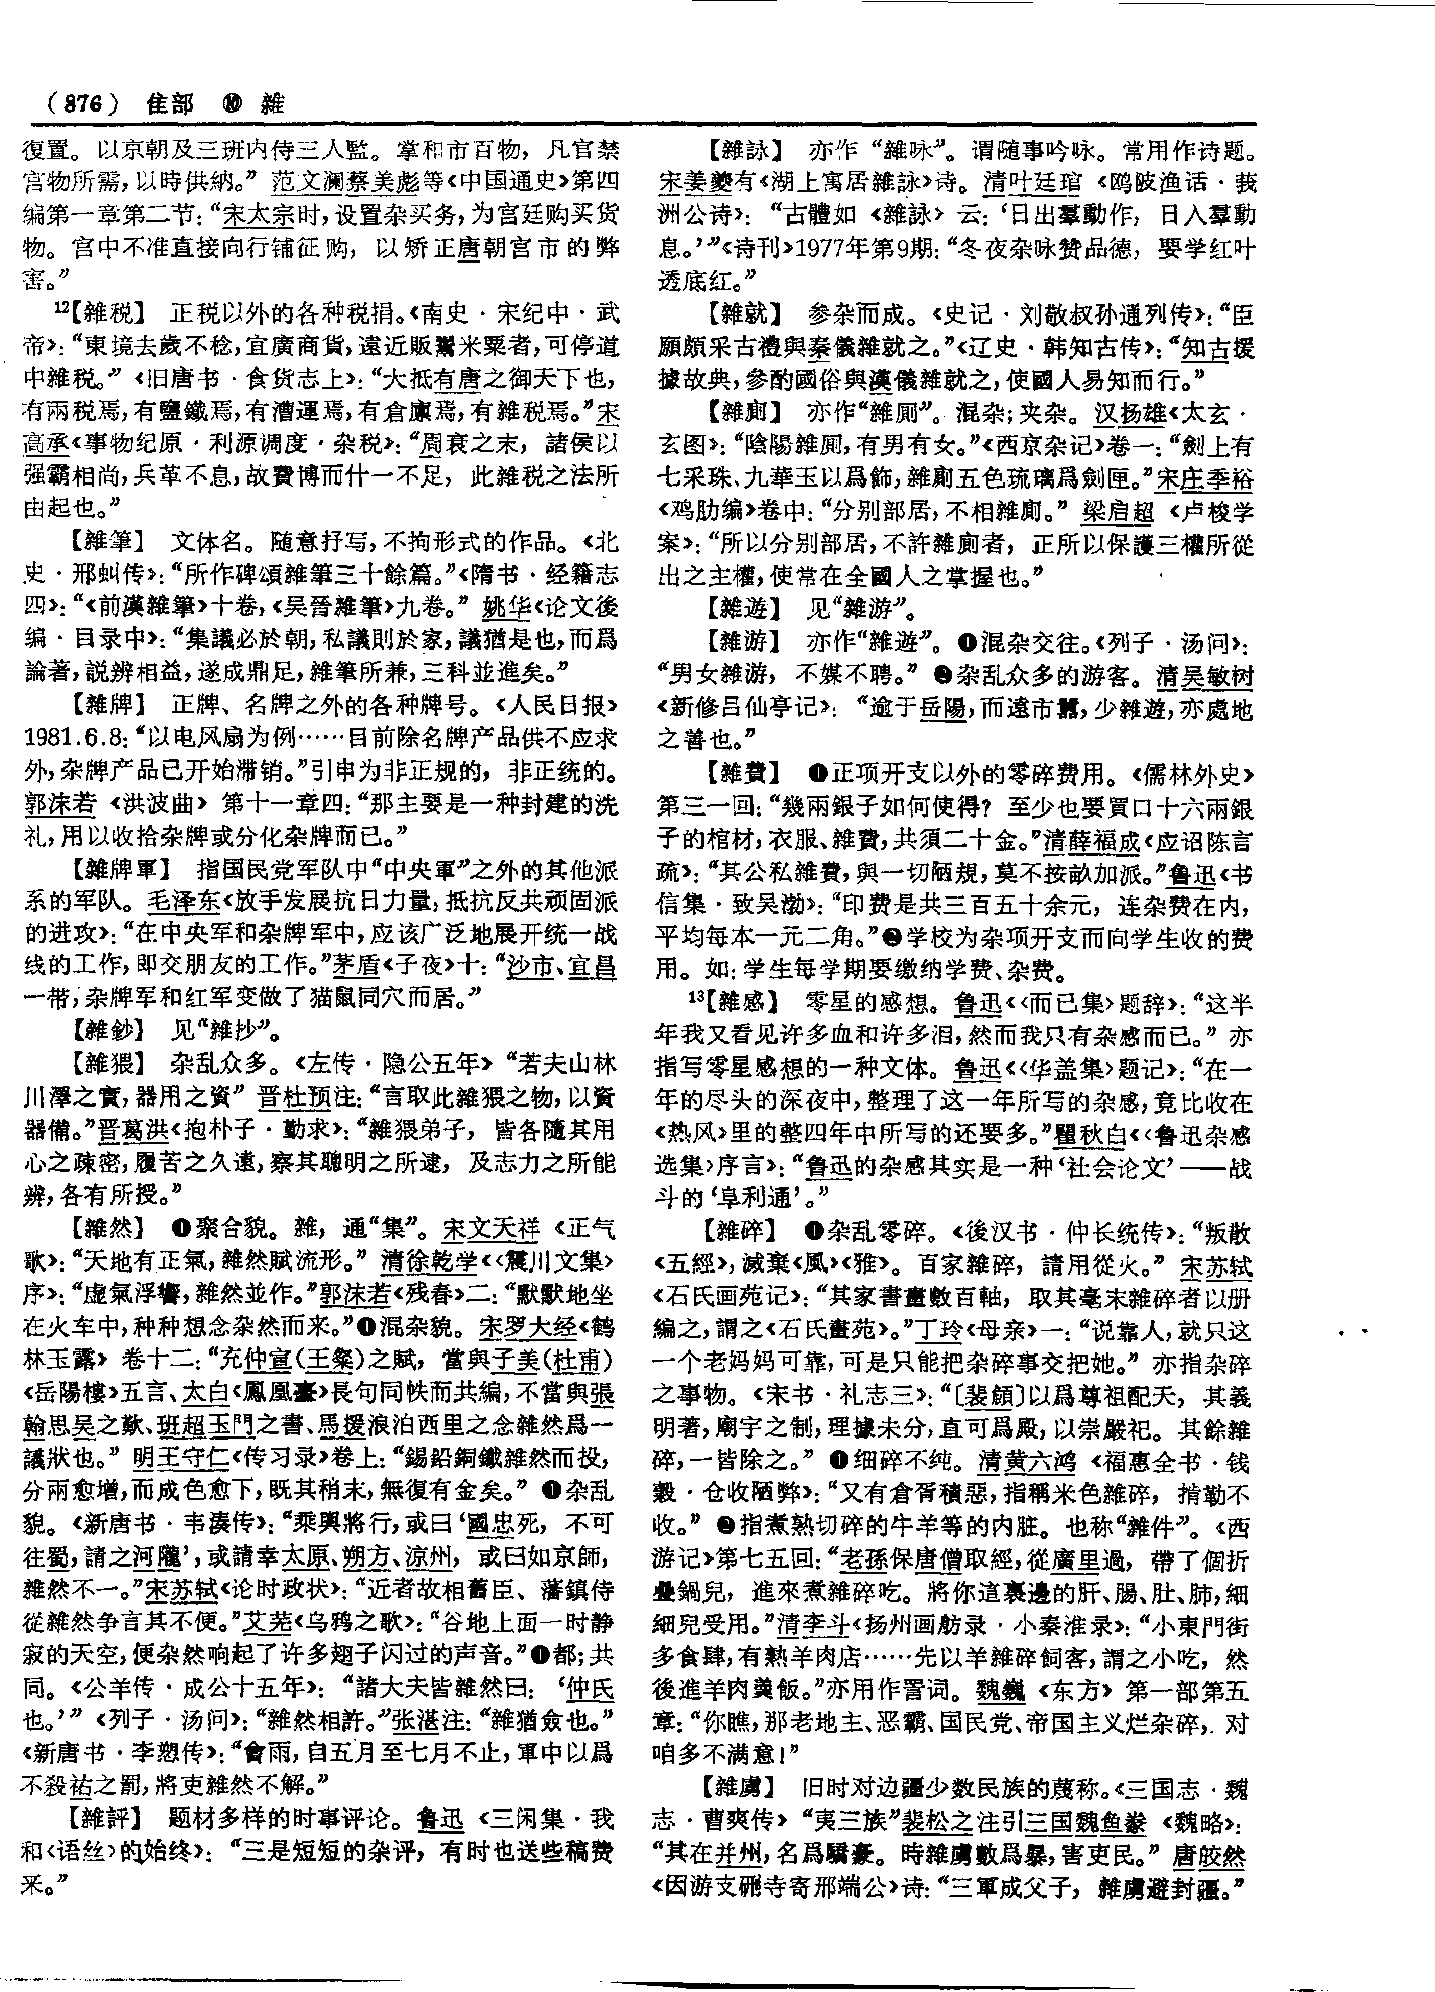 （876） 隹部 ⑩ 雜
復置。以京朝及三班内侍三人監。掌和市百物，凡官禁
宫物所需，以時供納。”范文澜蔡美彪等《中国通史》第四
编第一章第二节：“宋太宗时，设置杂买务，为宫廷购买货
物。宫中不准直接向行铺征购，以矫正唐朝宫市的弊
害。”
12【雜税】 正税以外的各种税捐。《南史·宋纪中·武
帝》：“東境去歲不稔，宜廣商貨，遠近販鬻米粟者，可停道
中雜税。”《旧唐书·食货志上》：“大抵有唐之御天下也，
有兩税焉，有鹽鐵焉，有漕運焉，有倉廩焉，有雜税焉。”宋
高承《事物纪原·利源调度·杂税》：“周衰之末，諸侯以
强霸相尚，兵革不息，故費博而什一不足，此雜税之法所
由起也。”
【雜筆】 文体名。随意抒写，不拘形式的作品。《北
史·邢虯传》：“所作碑頌雜筆三十餘篇。”《隋书·经籍志
四》：“《前漢雜筆》十卷，《吴晉雜筆》九卷。”姚华《论文後
编·目录中》：“集議必於朝，私議則於家，議猶是也，而爲
論著，説辨相益，遂成鼎足，雜筆所兼，三科並進矣。”
【雜牌】 正牌、名牌之外的各种牌号。《人民日报》
1981.6.8：“以电风扇为例……目前除名牌产品供不应求
外，杂牌产品已开始滞销。”引申为非正规的，非正统的。
郭沫若《洪波曲》第十一章四：“那主要是一种封建的洗
礼，用以收拾杂牌或分化杂牌而已。”
【雜牌軍】 指国民党军队中“中央軍”之外的其他派
系的军队。毛泽东《放手发展抗日力量，抵抗反共顽固派
的进攻》：“在中央军和杂牌军中，应该广泛地展开统一战
线的工作，即交朋友的工作。”茅盾《子夜》十：“沙市、宜昌
一带，杂牌军和红军变做了猫鼠同穴而居。”
【雜鈔】 见“雜抄”。
【雜猥】 杂乱众多。《左传·隐公五年》“若夫山林
川澤之實，器用之資”晋杜预注：“言取此雜猥之物，以資
器備。”晋葛洪《抱朴子·勤求》：“雜猥弟子，皆各隨其用
心之疎密，履苦之久遠，察其聰明之所逮，及志力之所能
辨，各有所授。”
【雜然】 ❶聚合貌。雜，通“集”。宋文天祥《正气
歌》：“天地有正氣，雜然賦流形。”清徐乾学《〈震川文集〉
序》：“虚氣浮響，雜然並作。”郭沫若《残春》二：“默默地坐
在火车中，种种想念杂然而来。”❶混杂貌。宋罗大经《鹤
林玉露》卷十二：“充仲宣（王粲）之賦，當與子美（杜甫）
《岳陽樓》五言、太白《鳳凰臺》長句同帙而共編，不當與張
翰思吴之歎、班超玉門之書、馬援浪泊西里之念雜然爲一
議狀也。”明王守仁《传习录》卷上：“錫鉛銅鐵雜然而投，
分兩愈增，而成色愈下，既其稍末，無復有金矣。”❶杂乱
貌。《新唐书·韦湊传》：“乘輿將行，或曰‘國忠死，不可
往蜀，請之河隴’，或請幸太原、朔方、涼州，或曰如京師，
雜然不一。”宋苏轼《论时政状》：“近者故相舊臣、藩鎮侍
從雜然争言其不便。”艾芜《乌鸦之歌》：“谷地上面一时静
寂的天空，便杂然响起了许多翅子闪过的声音。”❶都；共
同。《公羊传·成公十五年》：“諸大夫皆雜然曰：‘仲氏
也。’”《列子·汤问》：“雜然相許。”张湛注：“雜猶僉也。”
《新唐书·李愬传》：“會雨，自五月至七月不止，軍中以爲
不殺祐之罰，將吏雜然不解。”
【雜評】 题材多样的时事评论。鲁迅《三闲集·我
和〈语丝〉的始终》：“三是短短的杂评，有时也送些稿费
来。”
【雜詠】 亦作“雜咏”。谓随事吟咏。常用作诗题。
宋姜夔有《湖上寓居雜詠》诗。清叶廷琯《鸥陂渔话·莪
洲公诗》：“古體如《雜詠》云：‘日出羣動作，日入羣動
息。’”《诗刊》1977年第9期：“冬夜杂咏赞品德，要学红叶
透底红。”
【雜就】 参杂而成。《史记·刘敬叔孙通列传》：“臣
願頗采古禮與秦儀雜就之。”《辽史·韩知古传》：“知古援
據故典，參酌國俗與漢儀雜就之，使國人易知而行。”
【雜廁】 亦作“雜厠”。混杂；夹杂。汉扬雄《太玄·
玄图》：“陰陽雜厠，有男有女。”《西京杂记》卷一：“劍上有
七采珠、九華玉以爲飾，雜廁五色琉璃爲劍匣。”宋庄季裕
《鸡肋编》卷中：“分别部居，不相雜廁。”梁启超《卢梭学
案》：“所以分别部居，不許雜廁者，正所以保護三權所從
出之主權，使常在全國人之掌握也。”
【雜遊】 见“雜游”。
【雜游】 亦作“雜遊”。❶混杂交往。《列子·汤问》：
“男女雜游，不媒不聘。”❷杂乱众多的游客。清吴敏树
《新修吕仙亭记》：“逾于岳陽，而遠市囂，少雜遊，亦處地
之善也。”
【雜費】 ❶正项开支以外的零碎费用。《儒林外史》
第三一回：“幾兩銀子如何使得？至少也要買口十六兩銀
子的棺材，衣服、雜費，共須二十金。”清薛福成《应诏陈言
疏》：“其公私雜費，與一切陋規，莫不按畝加派。”鲁迅《书
信集·致吴渤》：“印费是共三百五十余元，连杂费在内，
平均每本一元二角。”❷学校为杂项开支而向学生收的费
用。如：学生每学期要缴纳学费、杂费。
13【雜感】 零星的感想。鲁迅《〈而已集〉题辞》：“这半
年我又看见许多血和许多泪，然而我只有杂感而已。”亦
指写零星感想的一种文体。鲁迅《〈华盖集〉题记》：“在一
年的尽头的深夜中，整理了这一年所写的杂感，竟比收在
《热风》里的整四年中所写的还要多。”瞿秋白《〈鲁迅杂感
选集〉序言》：“鲁迅的杂感其实是一种‘社会论文’——战
斗的‘阜利通’。”
【雜碎】 ❶杂乱零碎。《後汉书·仲长统传》：“叛散
《五經》，滅棄《風》《雅》。百家雜碎，請用從火。”宋苏轼
《石氏画苑记》：“其家書畫數百軸，取其毫末雜碎者以册
編之，謂之《石氏畫苑》。”丁玲《母亲》一：“说靠人，就只这
一个老妈妈可靠，可是只能把杂碎事交把她。”亦指杂碎
之事物。《宋书·礼志三》：“〔裴頠〕以爲尊祖配天，其義
明著，廟宇之制，理據未分，直可爲殿，以崇嚴祀。其餘雜
碎，一皆除之。”❶细碎不纯。清黄六鸿《福惠全书·钱
穀·仓收陋弊》：“又有倉胥積惡，指稱米色雜碎，掯勒不
收。”❷指煮熟切碎的牛羊等的内脏。也称“雜件”。《西
游记》第七五回：“老孫保唐僧取經，從廣里過，帶了個折
疊鍋兒，進來煮雜碎吃。將你這裏邊的肝、腸、肚、肺，細
細兒受用。”清李斗《扬州画舫录·小秦淮录》：“小東門街
多食肆，有熟羊肉店……先以羊雜碎飼客，謂之小吃，然
後進羊肉羹飯。”亦用作詈词。魏巍《东方》第一部第五
章：“你瞧，那老地主、恶霸、国民党、帝国主义烂杂碎，对
咱多不满意！”
【雜虜】 旧时对边疆少数民族的蔑称。《三国志·魏
志·曹爽传》“夷三族”裴松之注引三国魏鱼豢《魏略》：
“其在并州，名爲驕豪。時雜虜數爲暴，害吏民。”唐皎然
《因游支硎寺寄邢端公》诗：“三軍成父子，雜虜避封疆。”